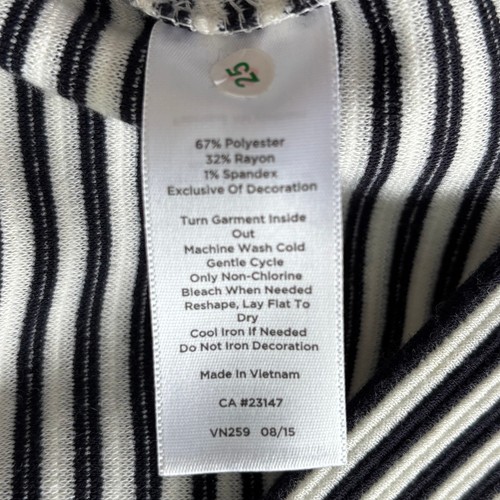 25
67% Polyester
32% Rayon
1% Spandex
Exclusive Of Decoration
Turn Garment Inside
Out
Machine Wash Cold
Gentle Cycle
Only Non-Chlorine
Bleach When Needed
Reshape, Lay Flat To
Dry
Cool Iron If Needed
Do Not Iron Decoration
Made In Vietnam
CA #23147
VN259 08/15